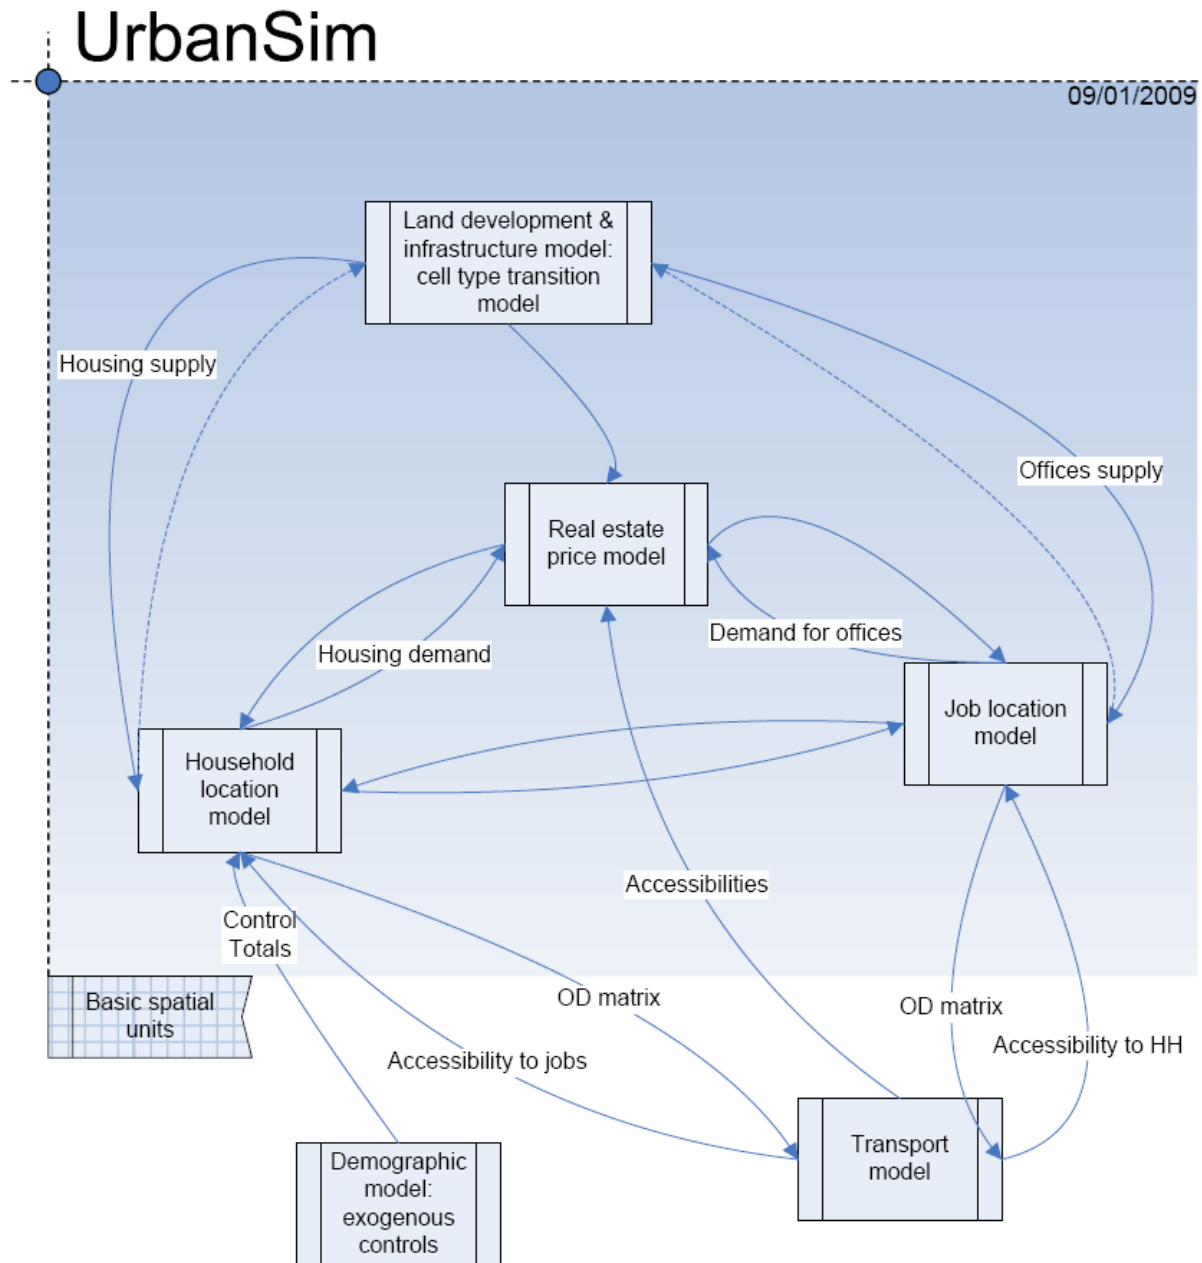 UrbanSim
09/01/2009
Land development &
infrastructure model:
cell type transition
model
Housing supply
Offices supply
Real estate
price model
Demand for offices
Housing demand
Job location
model
Household
location
model
Accessibilities
Control
Totals
Basic spatial
units
OD matrix
OD matrix
Accessibility to HH
Accessibility to jobs
Transport
model
Demographic
model:
exogenous
controls